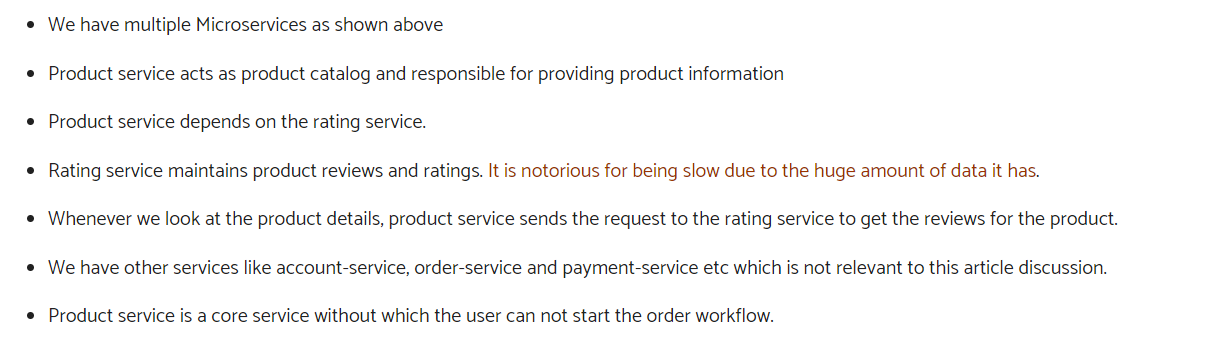 We have multiple Microservices as shown above
Product service acts as product catalog and responsible for providing product information
Product service depends on the rating service.
Rating service maintains product reviews and ratings. It is notorious for being slow due to the huge amount of data it has.
Whenever we look at the product details, product service sends the request to the rating service to get the reviews for the product.
We have other services like account-service, order-service and payment-service etc which is not relevant to this article discussion.
Product service is a core service without which the user can not start the order workflow.